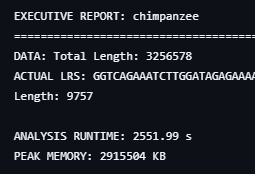 EXECUTIVE REPORT: chimpanzee
=====================================
DATA: Total Length: 3256578
ACTUAL LRS: GGTCAGAAATCTTGGATAGAGAAAA
Length: 9757
ANALYSIS RUNTIME: 2551.99 s
PEAK MEMORY: 2915504 KB